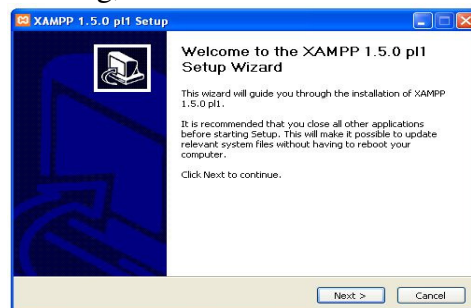 XAMPP 1.5.0 pl1 Setup
Welcome to the XAMPP 1.5.0 pl1
Setup Wizard
This wizard will guide you through the installation of XAMPP
1.5.0 pl1.
It is recommended that you close all other applications
before starting Setup. This will make it possible to update
relevant system files without having to reboot your
computer.
Click Next to continue.
Next >
Cancel